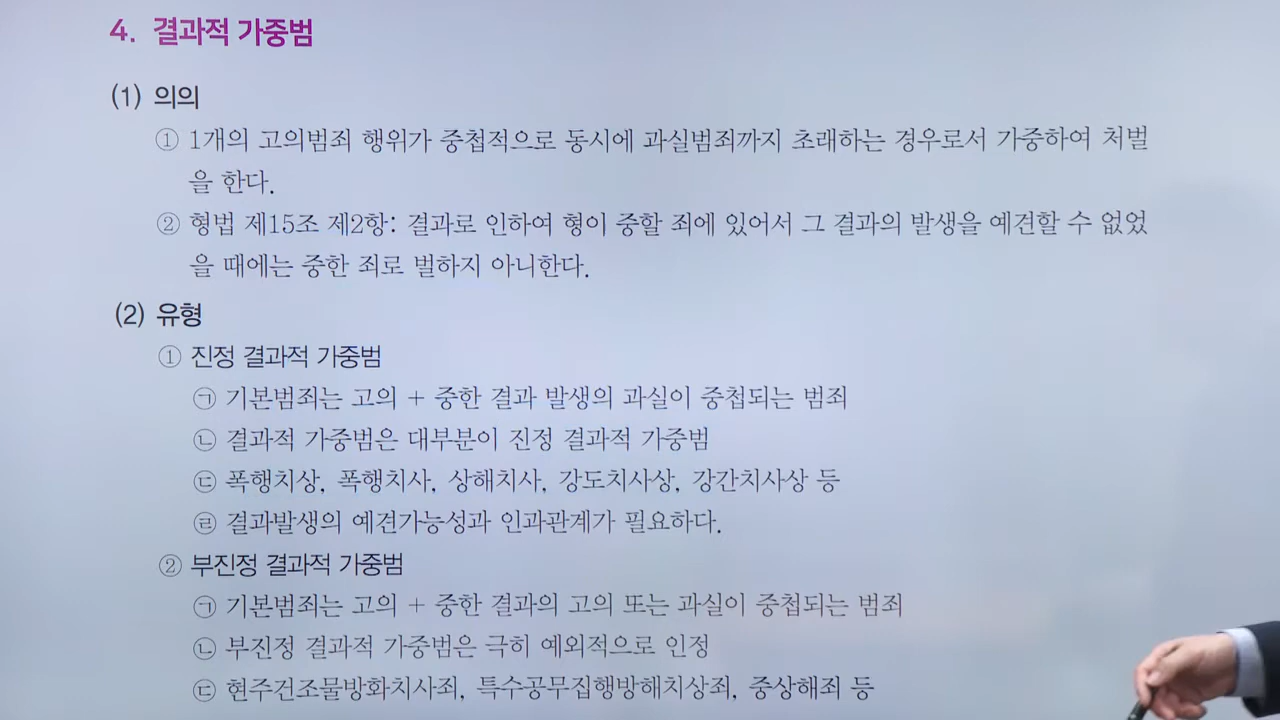 4. 결과적 가중범
(1) 의의
① 1개의 고의범죄 행위가 중첩적으로 동시에 과실범죄까지 초래하는 경우로서 가중하여 처벌
을 한다.
② 형법 제15조 제2항: 결과로 인하여 형이 중할 죄에 있어서 그 결과의 발생을 예견할 수 없었
을 때에는 중한 죄로 벌하지 아니한다.
(2) 유형
① 진정 결과적 가중범
㉠ 기본범죄는 고의 + 중한 결과 발생의 과실이 중첩되는 범죄
㉡ 결과적 가중범은 대부분이 진정 결과적 가중범
㉢ 폭행치상, 폭행치사, 상해치사, 강도치사상, 강간치사상 등
㉣ 결과발생의 예견가능성과 인과관계가 필요하다.
② 부진정 결과적 가중범
㉠ 기본범죄는 고의 + 중한 결과의 고의 또는 과실이 중첩되는 범죄
㉡ 부진정 결과적 가중범은 극히 예외적으로 인정
㉢ 현주건조물방화치사죄, 특수공무집행방해치상죄, 중상해죄 등